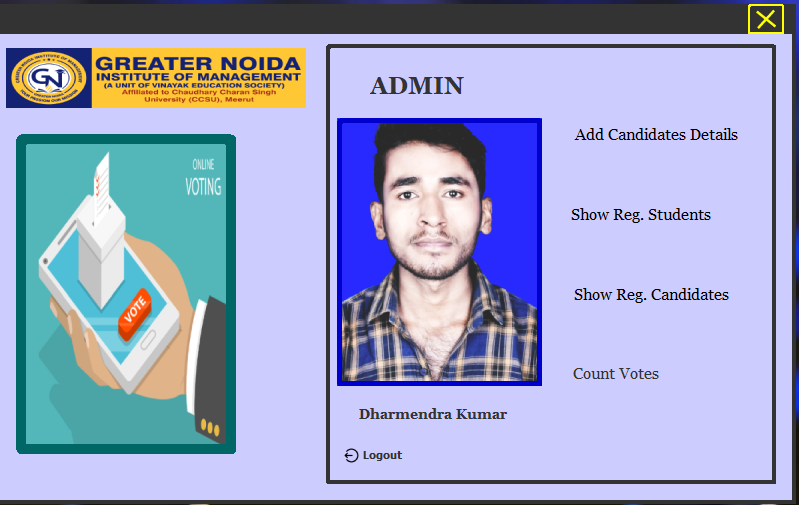 GREATER NOIDA
INSTITUTE OF MANAGEMENT
(A UNIT OF VINAYAK EDUCATION SOCIETY)
Affiliated to Chaudhary Charan Singh
University (CCSU), Meerut
GN
ONLINE
VOTING
VOTE
ADMIN
Dharmendra Kumar
Logout
Add Candidates Details
Show Reg. Students
Show Reg. Candidates
Count Votes